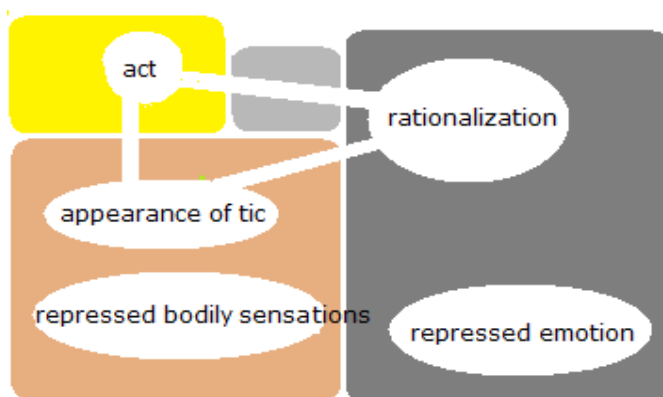 act
rationalization
appearance of tic
repressed bodily sensations
repressed emotion